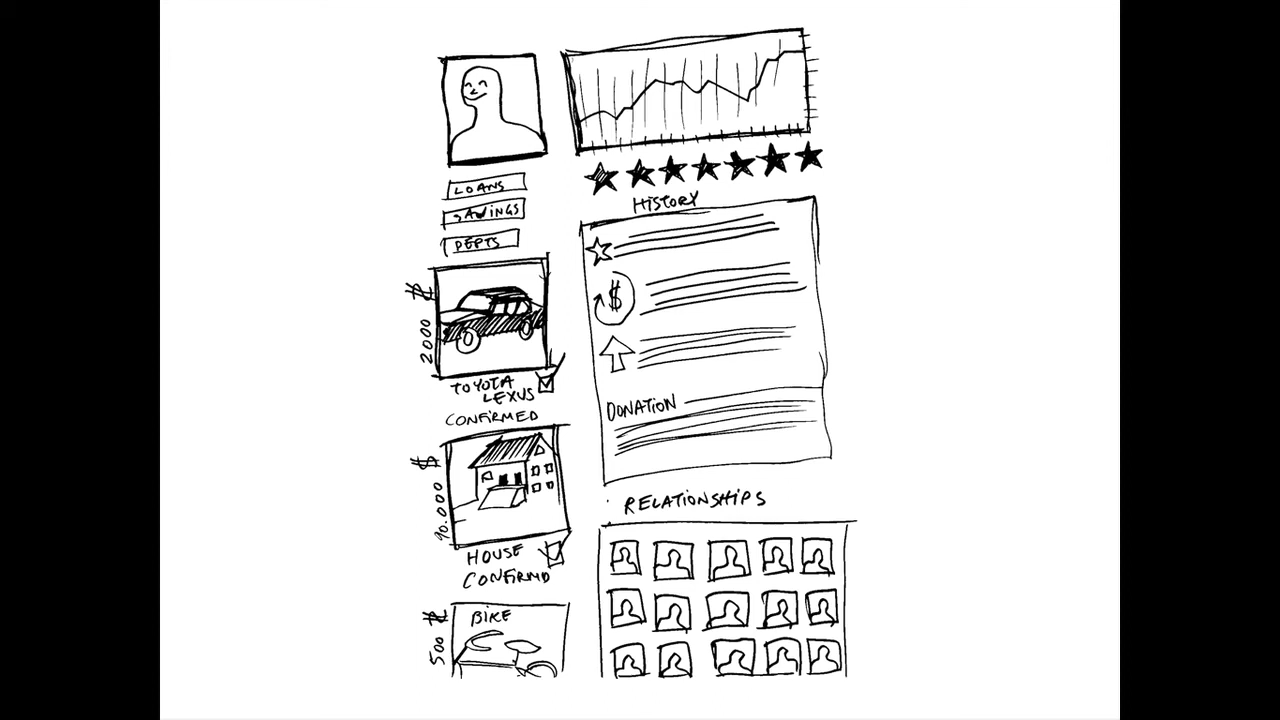 LOANS
SAVINGS
DEPTS
$
2000
TOYOTA
LEXUS
CONFIRMED
$
90.000
HOUSE
CONFIRMD
$
500
BIKE
HISTORY
$
DONATION
RELATIONSHIPS